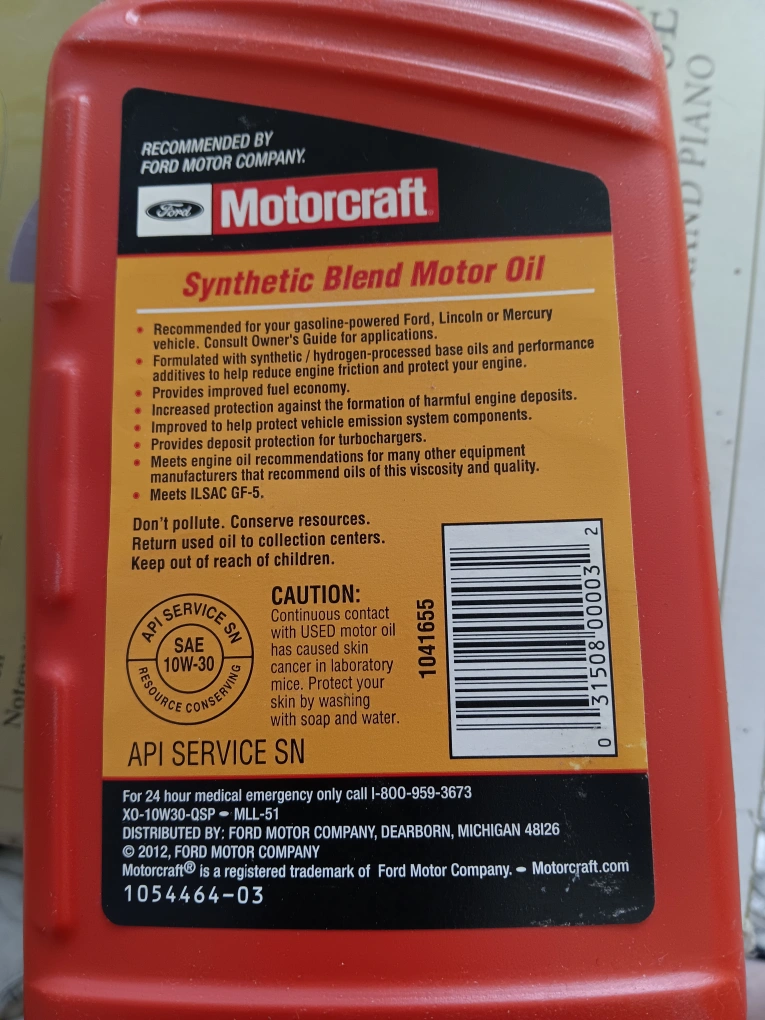 RECOMMENDED BY
FORD MOTOR COMPANY.
Ford Motorcraft®
Synthetic Blend Motor Oil
• Recommended for your gasoline-powered Ford, Lincoln or Mercury
vehicle. Consult Owner's Guide for applications.
• Formulated with synthetic / hydrogen-processed base oils and performance
additives to help reduce engine friction and protect your engine.
• Provides improved fuel economy.
• Increased protection against the formation of harmful engine deposits.
• Improved to help protect vehicle emission system components.
• Provides deposit protection for turbochargers.
• Meets engine oil recommendations for many other equipment
manufacturers that recommend oils of this viscosity and quality.
• Meets ILSAC GF-5.
Don't pollute. Conserve resources.
Return used oil to collection centers.
Keep out of reach of children.
API SERVICE SN
SAE
10W-30
RESOURCE CONSERVING
API SERVICE SN
CAUTION:
Continuous contact
with USED motor oil
has caused skin
cancer in laboratory
mice. Protect your
skin by washing
with soap and water.
1041655
0 31508 00003 2
For 24 hour medical emergency only call 1-800-959-3673
XO-10W30-QSP • MLL-51
DISTRIBUTED BY: FORD MOTOR COMPANY, DEARBORN, MICHIGAN 48126
© 2012, FORD MOTOR COMPANY
Motorcraft® is a registered trademark of Ford Motor Company. • Motorcraft.com
1054464-03
PIANO